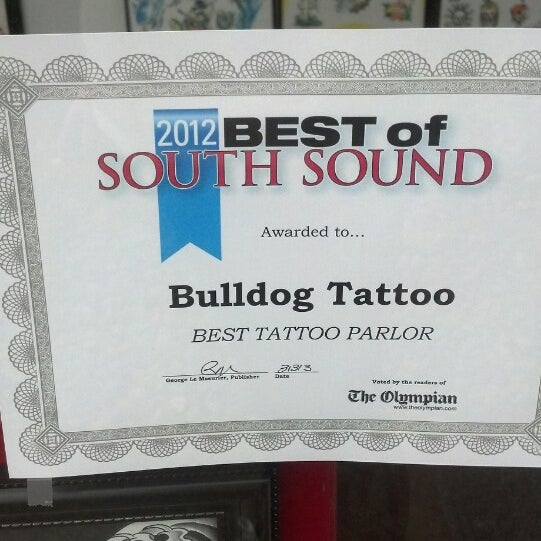 2012 BEST of
SOUTH SOUND
Awarded to...
Bulldog Tattoo
BEST TATTOO PARLOR
George Le Masurier, Publisher Date
Voted by the readers of
The Olympian
www.theolympian.com